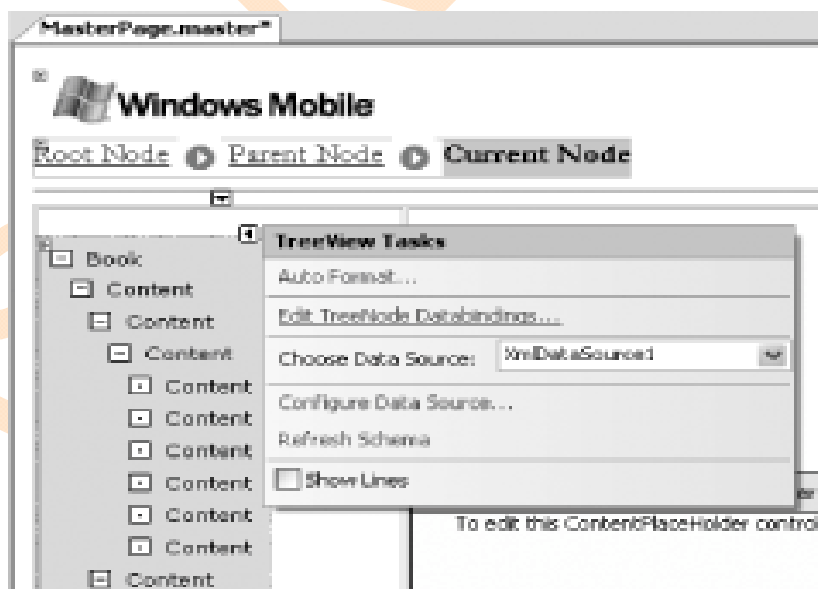 MasterPage.master*
Windows Mobile
Root Node Parent Node Current Node
TreeView Tasks
Book
Auto Format...
Content
Edit TreeNode Databindings...
Content
Choose Data Source: XmlDataSource1
Content
Content
Configure Data Source...
Content
Refresh Schema
Content
Content
Show Lines
Content
er
To edit this ContentPlaceHolder control
Content
Content